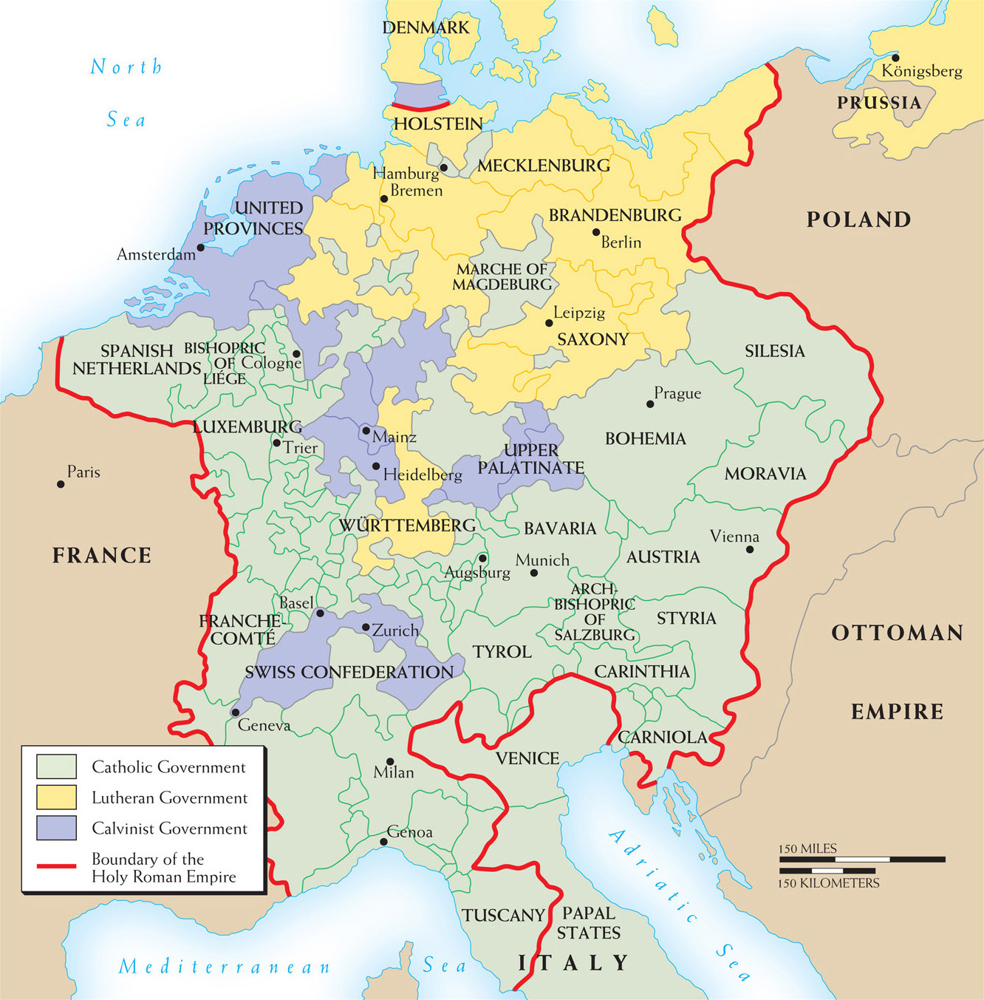 DENMARK
North
Sea
Königsberg
PRUSSIA
HOLSTEIN
MECKLENBURG
Hamburg
Bremen
UNITED
PROVINCES
BRANDENBURG
Berlin
POLAND
Amsterdam
MARCHE OF
MAGDEBURG
Leipzig
SAXONY
SPANISH
NETHERLANDS
BISHOPRIC
OF
LIÉGE
Cologne
SILESIA
Prague
LUXEMBURG
Trier
Mainz
BOHEMIA
UPPER
PALATINATE
Heidelberg
MORAVIA
Paris
WÜRTTEMBERG
BAVARIA
Vienna
FRANCE
Augsburg
Munich
AUSTRIA
Basel
ARCH-
BISHOPRIC
OF
SALZBURG
STYRIA
FRANCHE-
COMTÉ
Zurich
OTTOMAN
EMPIRE
TYROL
SWISS CONFEDERATION
CARINTHIA
Geneva
CARNIOLA
VENICE
Milan
Genoa
Catholic Government
Lutheran Government
Calvinist Government
Boundary of the
Holy Roman Empire
Adriatic Sea
150 MILES
150 KILOMETERS
TUSCANY
PAPAL
STATES
ITALY
Mediterranean Sea